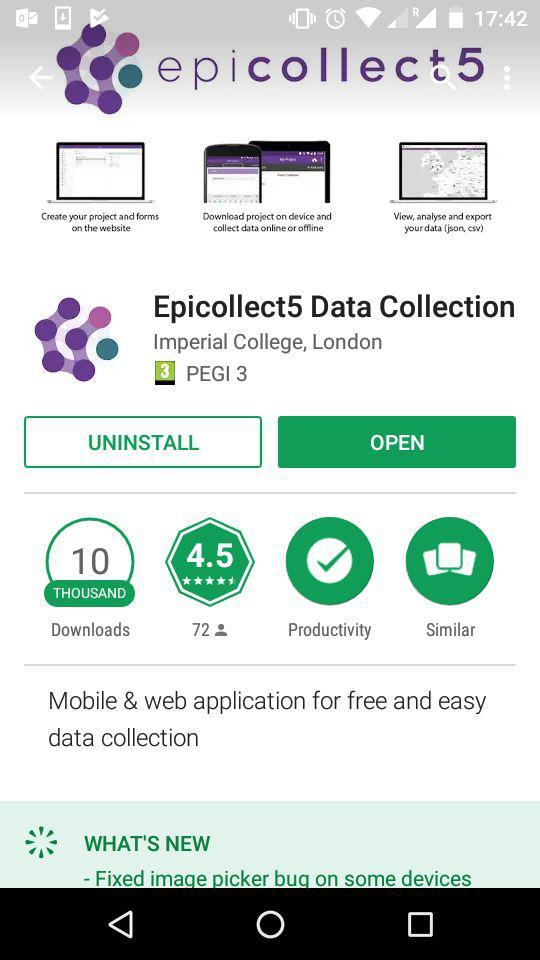 R
17:42
epicollect5
Create your project and forms
on the website
Download project on device and
collect data online or offline
View, analyse and export
your data (json, csv)
Epicollect5 Data Collection
Imperial College, London
3 PEGI 3
UNINSTALL
OPEN
10
THOUSAND
Downloads
4.5
72
Productivity
Similar
Mobile & web application for free and easy
data collection
WHAT'S NEW
- Fixed image picker bug on some devices